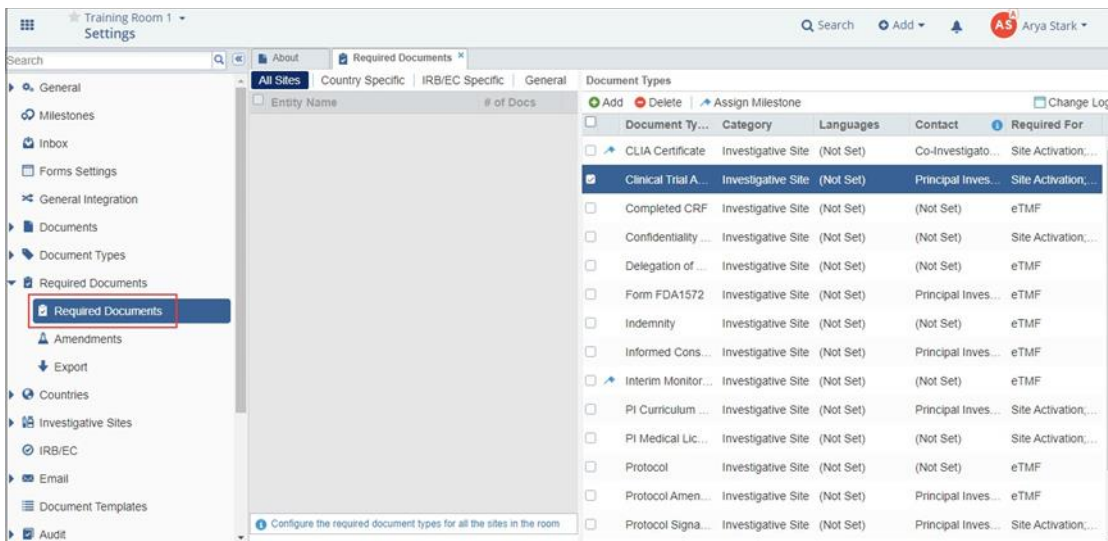 Training Room 1
Settings
Search
Add
AS
A
Arya Stark
Search
General
Milestones
Inbox
Forms Settings
General Integration
Documents
Document Types
Required Documents
Required Documents
Amendments
Export
Countries
Investigative Sites
IRB/EC
Email
Document Templates
Audit
About
Required Documents
All Sites | Country Specific | IRB/EC Specific | General
Entity Name # of Docs
Configure the required document types for all the sites in the room
Document Types
Add Delete | Assign Milestone Change Log
Document Ty... Category Languages Contact Required For
CLIA Certificate Investigative Site (Not Set) Co-Investigato... Site Activation;...
Clinical Trial A... Investigative Site (Not Set) Principal Inves... Site Activation;...
Completed CRF Investigative Site (Not Set) (Not Set) eTMF
Confidentiality ... Investigative Site (Not Set) (Not Set) Site Activation;...
Delegation of ... Investigative Site (Not Set) (Not Set) eTMF
Form FDA1572 Investigative Site (Not Set) Principal Inves... eTMF
Indemnity Investigative Site (Not Set) (Not Set) eTMF
Informed Cons... Investigative Site (Not Set) Principal Inves... eTMF
Interim Monitor... Investigative Site (Not Set) (Not Set) eTMF
PI Curriculum ... Investigative Site (Not Set) Principal Inves... Site Activation;...
PI Medical Lic... Investigative Site (Not Set) (Not Set) Site Activation;...
Protocol Investigative Site (Not Set) (Not Set) eTMF
Protocol Amen... Investigative Site (Not Set) Principal Inves... eTMF
Protocol Signa... Investigative Site (Not Set) Principal Inves... Site Activation;...